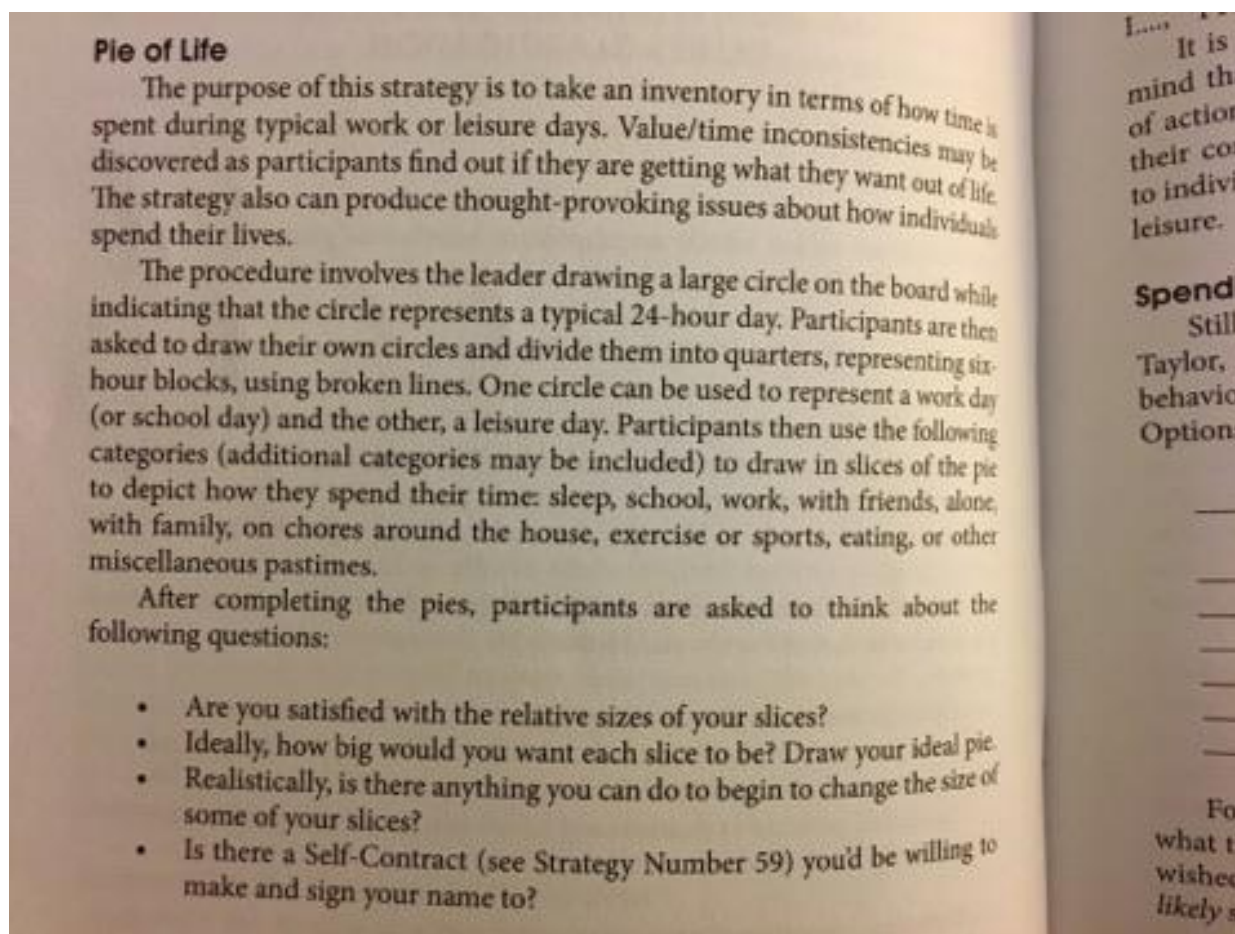 Pie of Life
The purpose of this strategy is to take an inventory in terms of how time is
spent during typical work or leisure days. Value/time inconsistencies may be
discovered as participants find out if they are getting what they want out of life.
The strategy also can produce thought-provoking issues about how individuals
spend their lives.
The procedure involves the leader drawing a large circle on the board while
indicating that the circle represents a typical 24-hour day. Participants are then
asked to draw their own circles and divide them into quarters, representing six-
hour blocks, using broken lines. One circle can be used to represent a work day
(or school day) and the other, a leisure day. Participants then use the following
categories (additional categories may be included) to draw in slices of the pie
to depict how they spend their time: sleep, school, work, with friends, alone,
with family, on chores around the house, exercise or sports, eating, or other
miscellaneous pastimes.
After completing the pies, participants are asked to think about the
following questions:
• Are you satisfied with the relative sizes of your slices?
• Ideally, how big would you want each slice to be? Draw your ideal pie.
• Realistically, is there anything you can do to begin to change the size of
some of your slices?
• Is there a Self-Contract (see Strategy Number 59) you'd be willing to
make and sign your name to?
It is
mind th
of action
their co
to indivi
leisure.
Spend
Still
Taylor,
behavio
Option
Fo
what t
wished
likely s